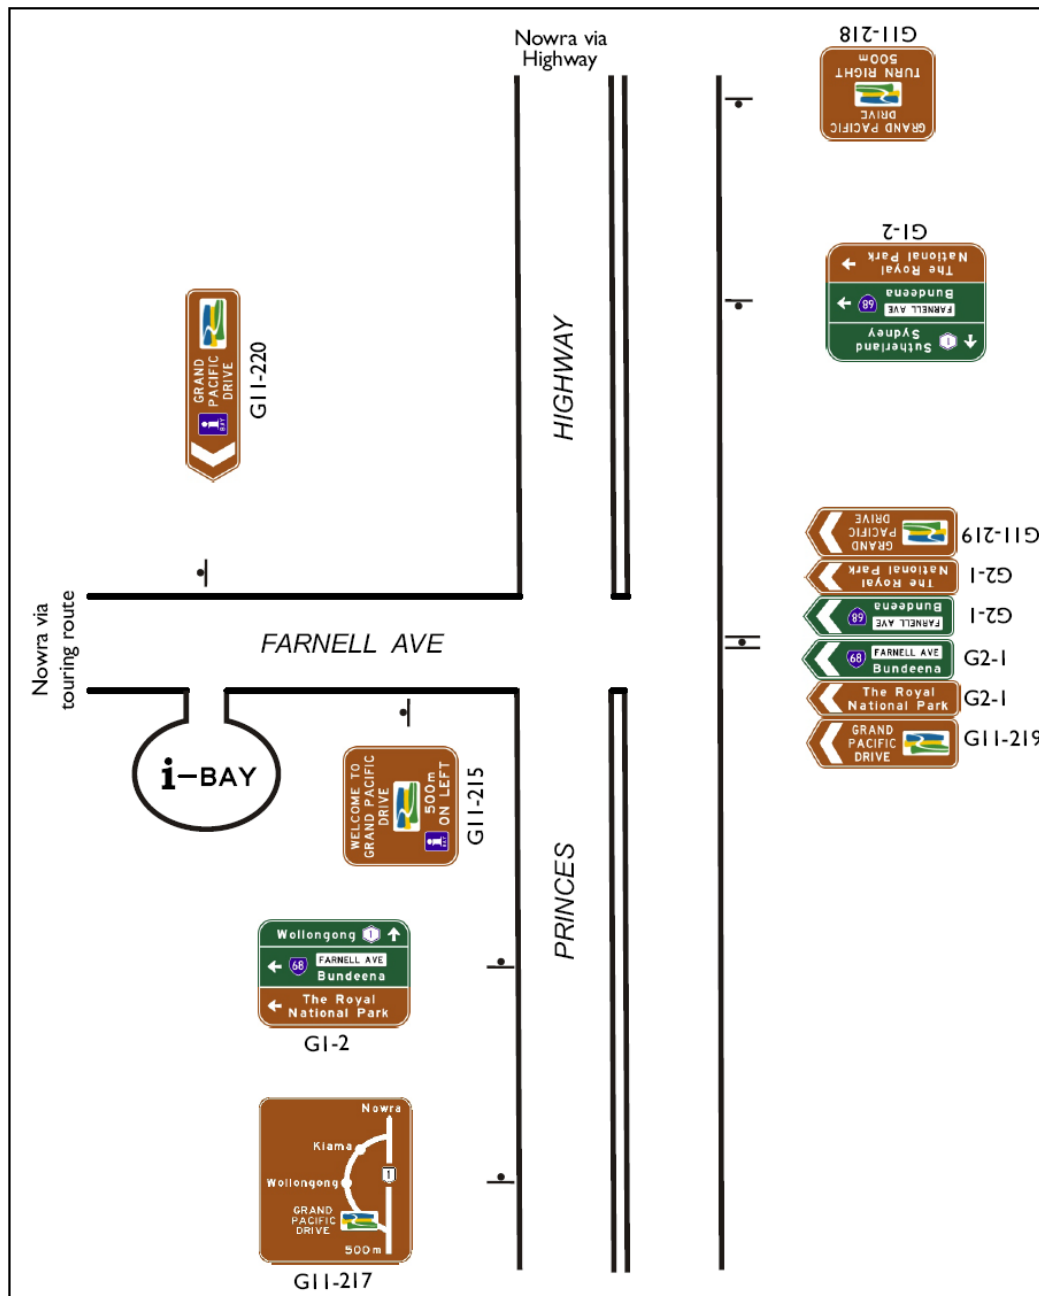 Nowra via
Highway
G11-218
GRAND PACIFIC
DRIVE
TURN RIGHT
500m
G1-2
Sutherland
Sydney
1
FARNELL AVE
68
Bundeena
The Royal
National Park
GRAND
PACIFIC
DRIVE
i
BAY
G11-220
HIGHWAY
GRAND
PACIFIC
DRIVE
G11-219
The Royal
National Park
G2-1
FARNELL AVE
68
Bundeena
G2-1
68
FARNELL AVE
Bundeena
G2-1
The Royal
National Park
G2-1
GRAND
PACIFIC
DRIVE
G11-219
Nowra via
touring route
FARNELL AVE
i-BAY
WELCOME TO
GRAND PACIFIC
DRIVE
500m
ON LEFT
i
BAY
G11-215
PRINCES
Wollongong 1
68
FARNELL AVE
Bundeena
The Royal
National Park
G1-2
Nowra
Kiama
1
Wollongong
GRAND
PACIFIC
DRIVE
500m
G11-217